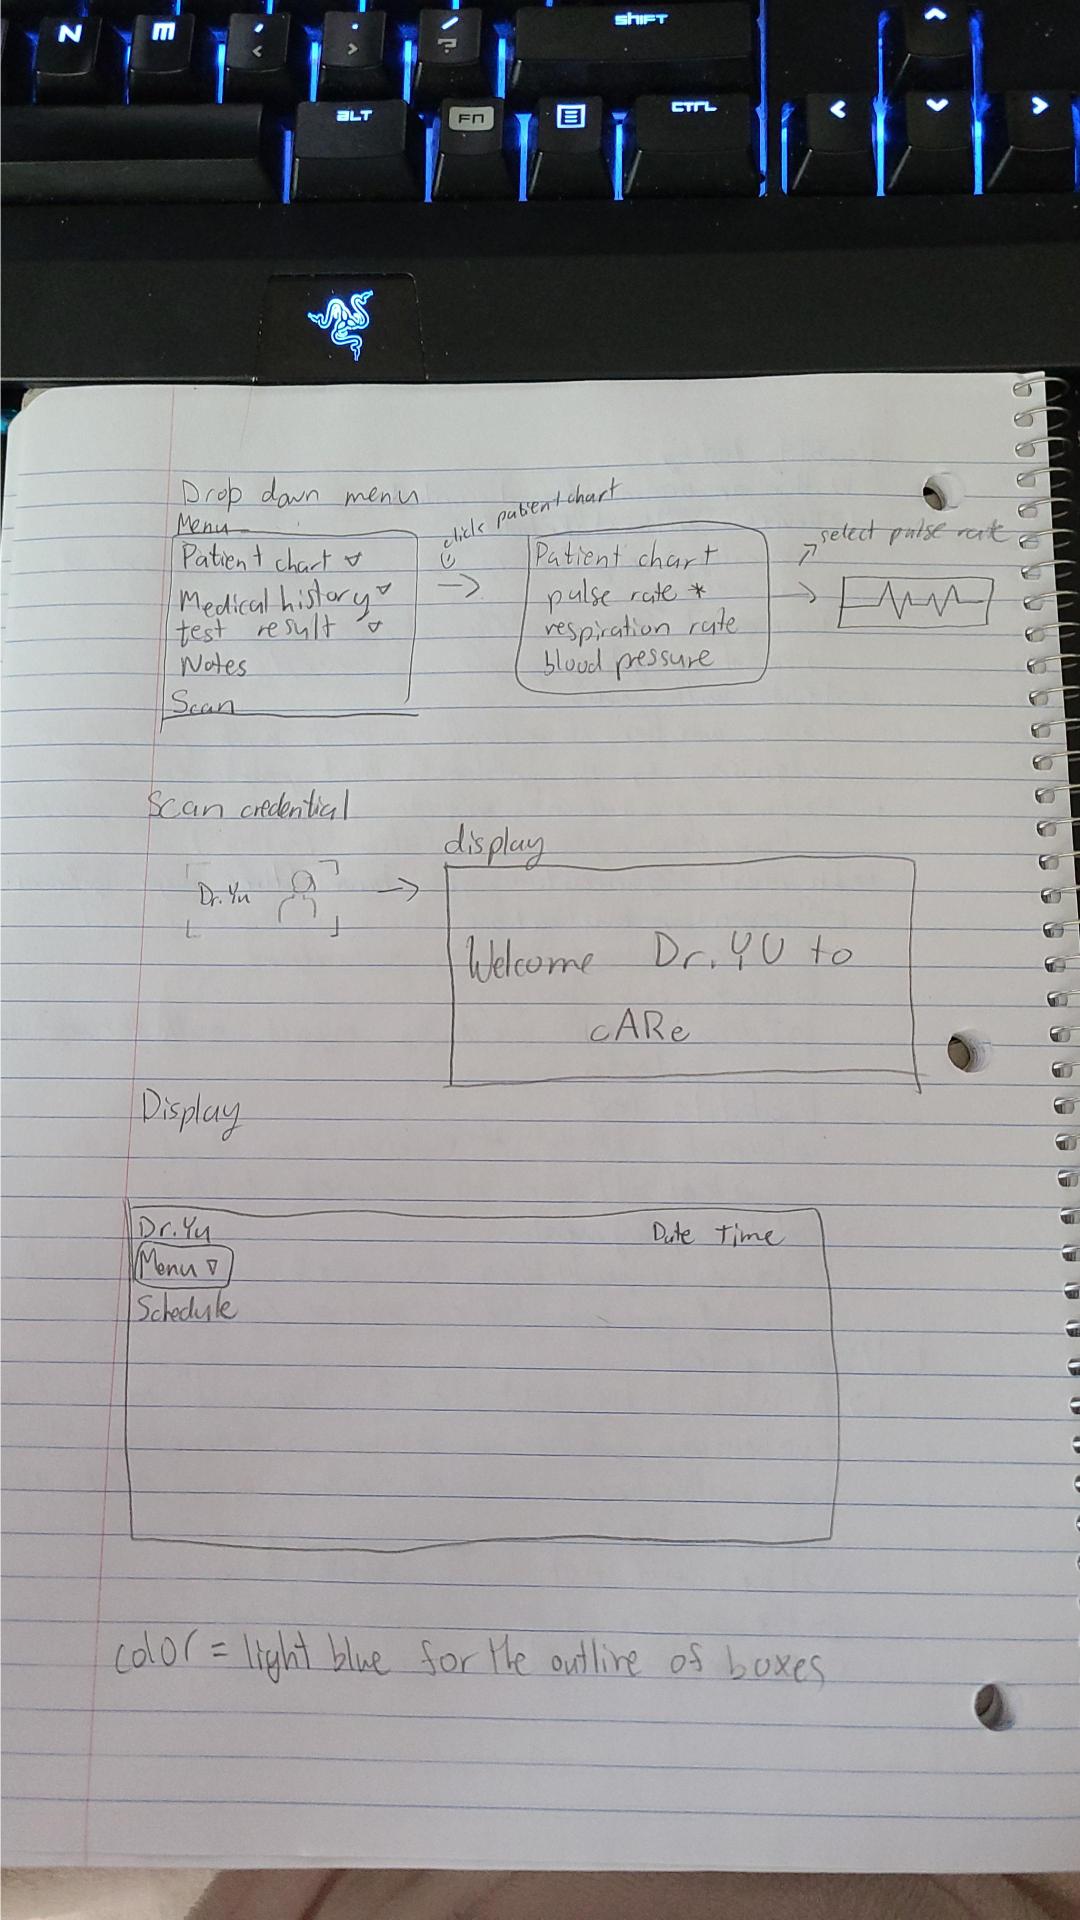 N M , < . > / ? SHIFT ^
ALT FN CTRL < v >
Drop down menu
Menu
click patient chart
select pulse rate
Patient chart ▽
Medical history ▽
test result ▽
Notes
Scan
→
Patient chart
pulse rate *
respiration rate
blood pressure
→
Scan credential
Dr. Yu
→
display
Welcome Dr. YU to
cARe
Display
Dr. Yu Date Time
Menu ▽
Schedule
color = light blue for the outline of boxes